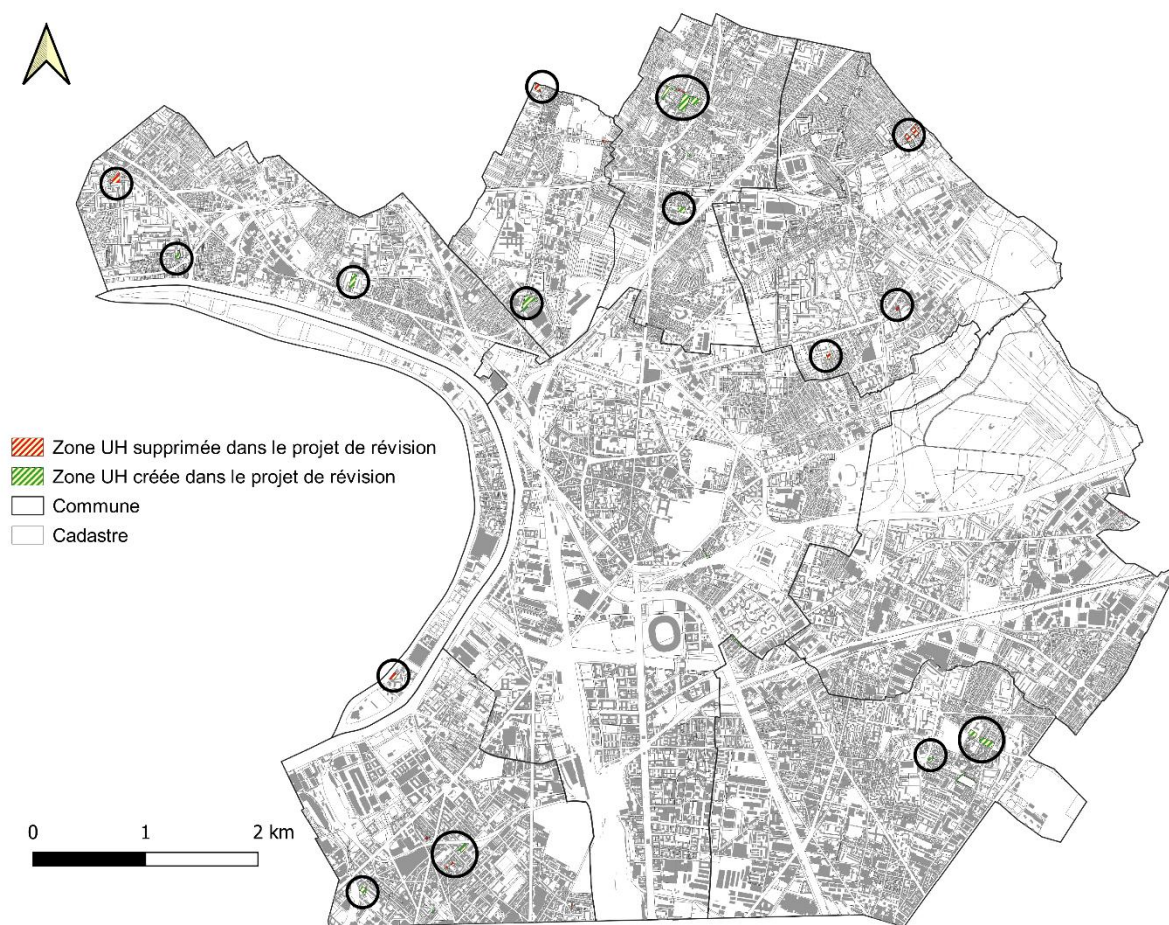 Zone UH supprimée dans le projet de révision
Zone UH créée dans le projet de révision
Commune
Cadastre
0 1 2 km